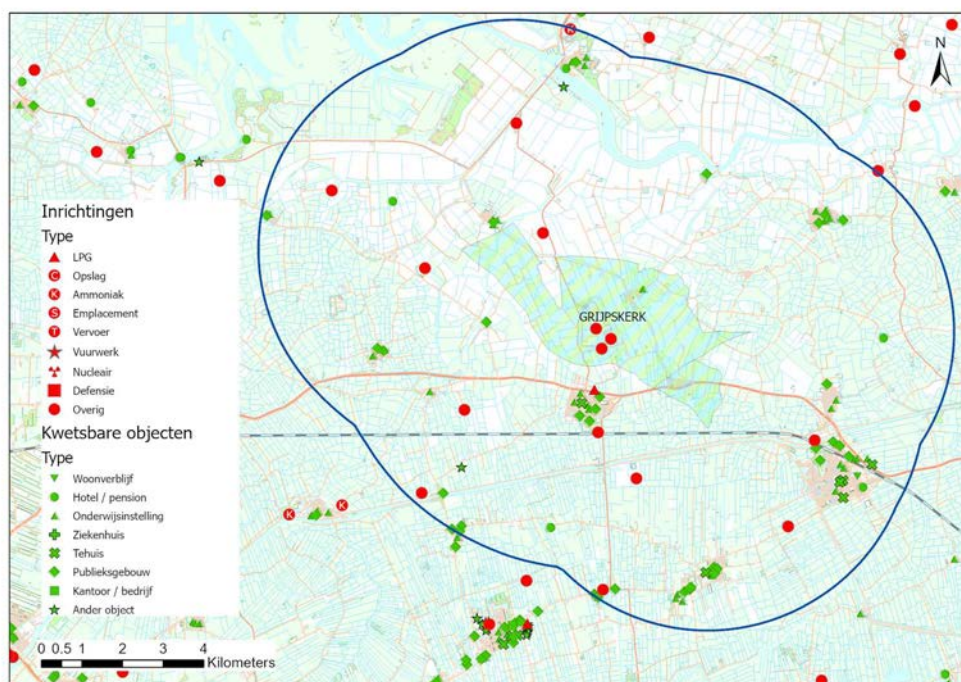 N
K
GRIJPSKERK
K
K
Inrichtingen
Type
LPG
C Opslag
K Ammoniak
S Emplacement
T Vervoer
Vuurwerk
Nucleair
Defensie
Overig
Kwetsbare objecten
Type
Woonverblijf
Hotel / pension
Onderwijsinstelling
Ziekenhuis
Tehuis
Publieksgebouw
Kantoor / bedrijf
Ander object
0 0.5 1 2 3 4
Kilometers